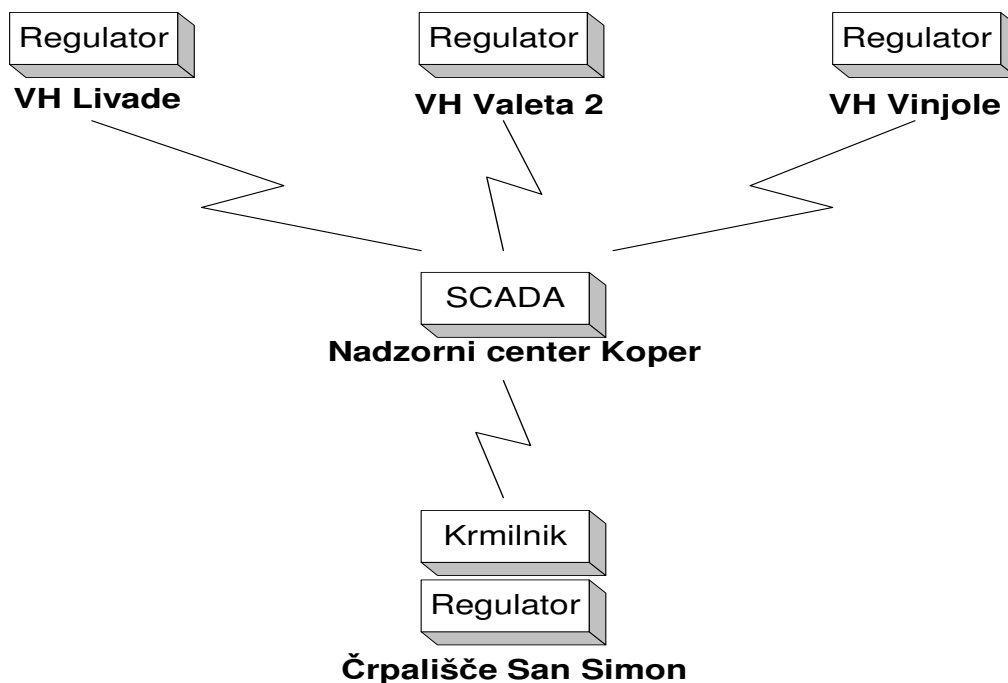 Regulator
VH Livade
Regulator
VH Valeta 2
Regulator
VH Vinjole
SCADA
Nadzorni center Koper
Krmilnik
Regulator
Črpališče San Simon